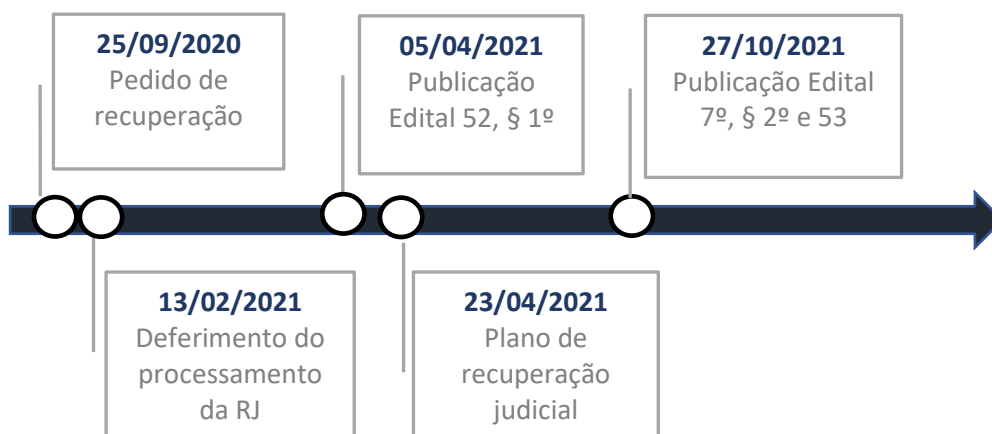 25/09/2020
Pedido de
recuperação
05/04/2021
Publicação
Edital 52, § 1º
27/10/2021
Publicação Edital
7º, § 2º e 53
13/02/2021
Deferimento do
processamento
da RJ
23/04/2021
Plano de
recuperação
judicial